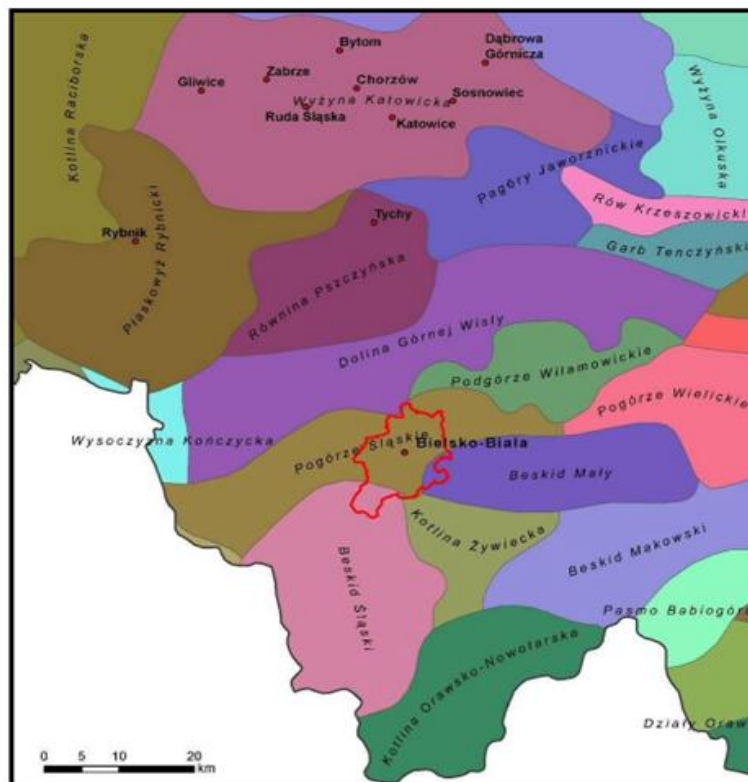 Bytom
Dąbrowa
Górnicza
Zabrze
Gliwice
Chorzów
Wyżyna Katowicka
Sosnowiec
Ruda Śląska
Katowice
Kotlina Raciborska
Wyżyna Olkuska
Pagóry Jaworznickie
Rów Krzeszowicki
Garb Tenczyński
Tychy
Rybnik
Płaskowyż Rybnicki
Równina Pszczyńska
Dolina Górnej Wisły
Podgórze Wilamowickie
Pogórze Wielickie
Wysoczyzna Kończycka
Pogórze Śląskie
Bielsko-Biała
Beskid Mały
Kotlina Żywiecka
Beskid Makowski
Beskid Śląski
Pasmo Babiogórs
Kotlina Orawsko-Nowotarska
Działy Oraw
0 5 10 20
km